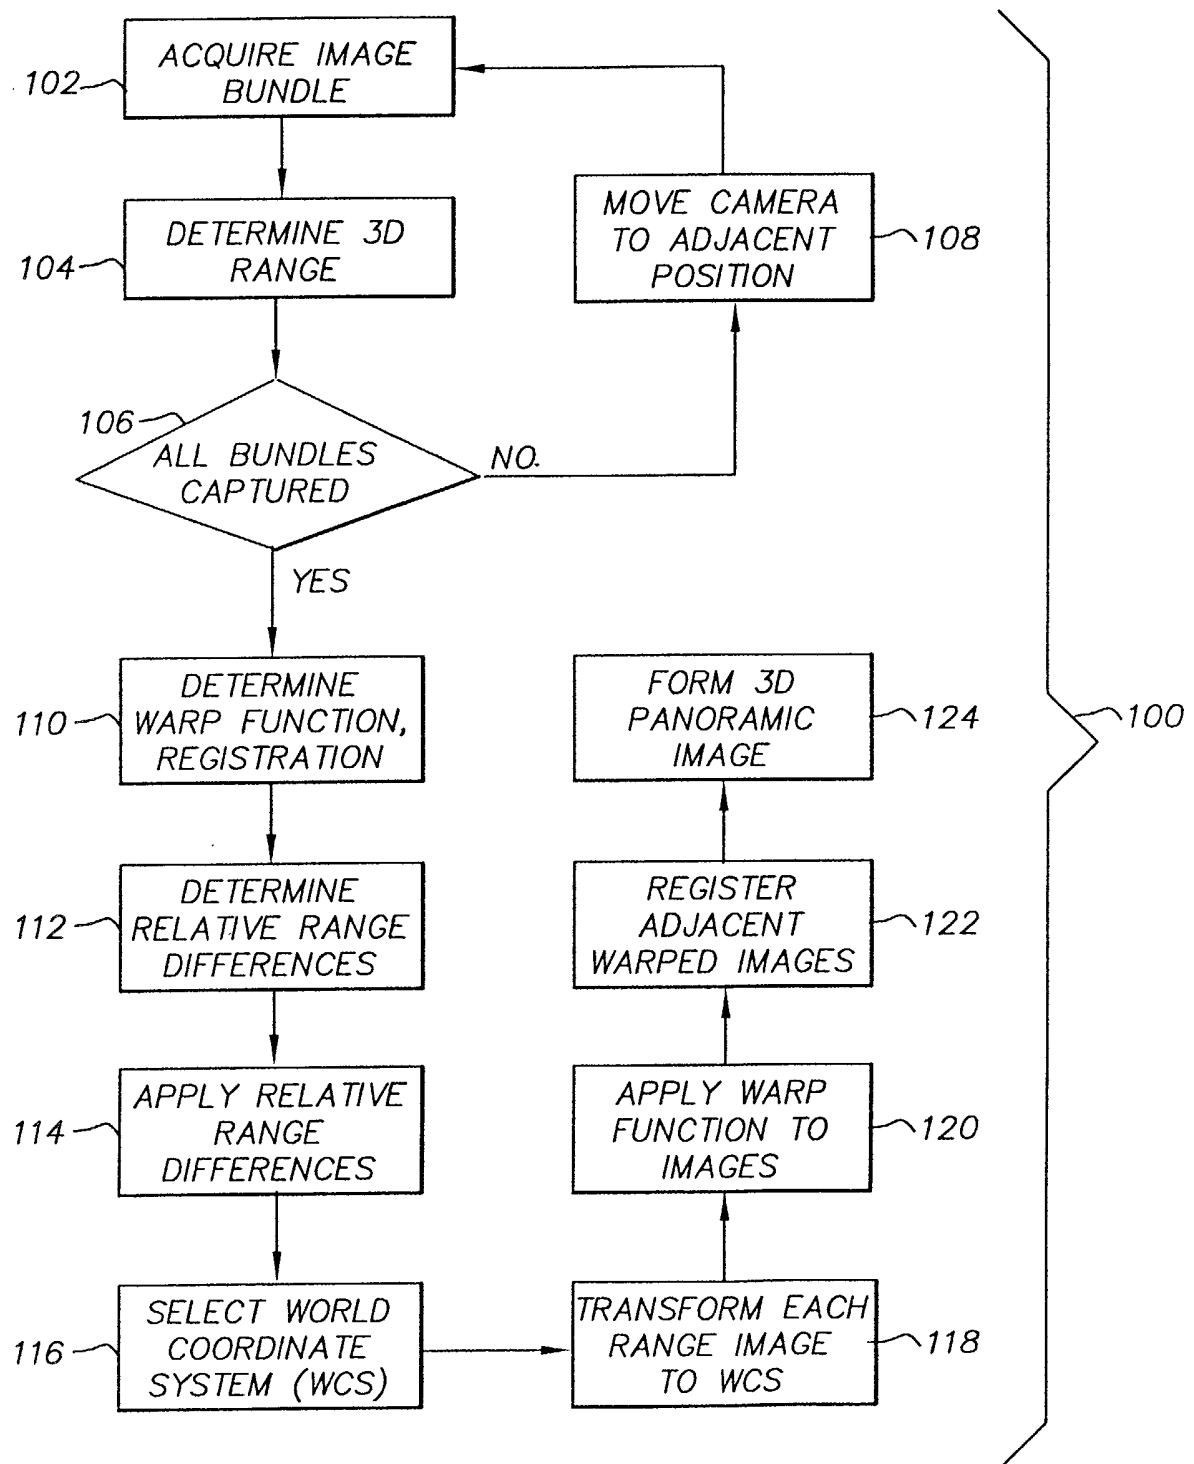 ACQUIRE IMAGE
BUNDLE
102
DETERMINE 3D
RANGE
104
MOVE CAMERA
TO ADJACENT
POSITION
108
106
ALL BUNDLES
CAPTURED
NO.
YES
DETERMINE
WARP FUNCTION,
REGISTRATION
110
DETERMINE
RELATIVE RANGE
DIFFERENCES
112
APPLY RELATIVE
RANGE
DIFFERENCES
114
SELECT WORLD
COORDINATE
SYSTEM (WCS)
116
TRANSFORM EACH
RANGE IMAGE
TO WCS
118
APPLY WARP
FUNCTION TO
IMAGES
120
REGISTER
ADJACENT
WARPED IMAGES
122
FORM 3D
PANORAMIC
IMAGE
124
100